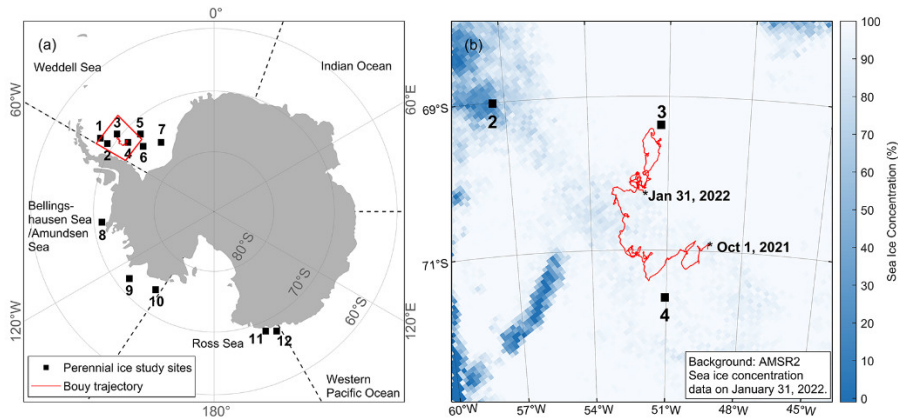 (a)
0°
Weddell Sea
Indian Ocean
60°W
1
3
5
7
2
4
6
Bellings-
hausen Sea
/Amundsen
Sea
8
80°S
70°S
60°S
9
10
120°W
120°E
Ross Sea
11
12
Perennial ice study sites
Bouy trajectory
Western
Pacific Ocean
180°
60°E
(b)
2
3
69°S
*Jan 31, 2022
* Oct 1, 2021
71°S
4
Background: AMSR2
Sea ice concentration
data on January 31, 2022.
60°W
57°W
54°W
51°W
48°W
45°W
100
90
80
70
60
50
40
30
20
10
0
Sea Ice Concentration (%)